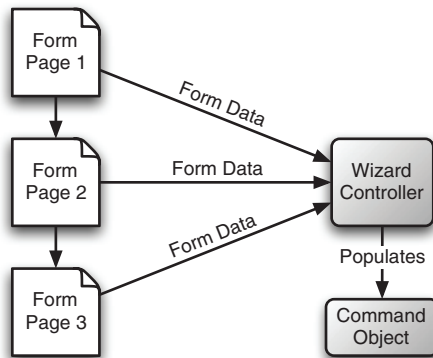 Form
Page 1
Form Data
Form
Page 2
Form Data
Wizard
Controller
Form Data
Populates
Form
Page 3
Command
Object